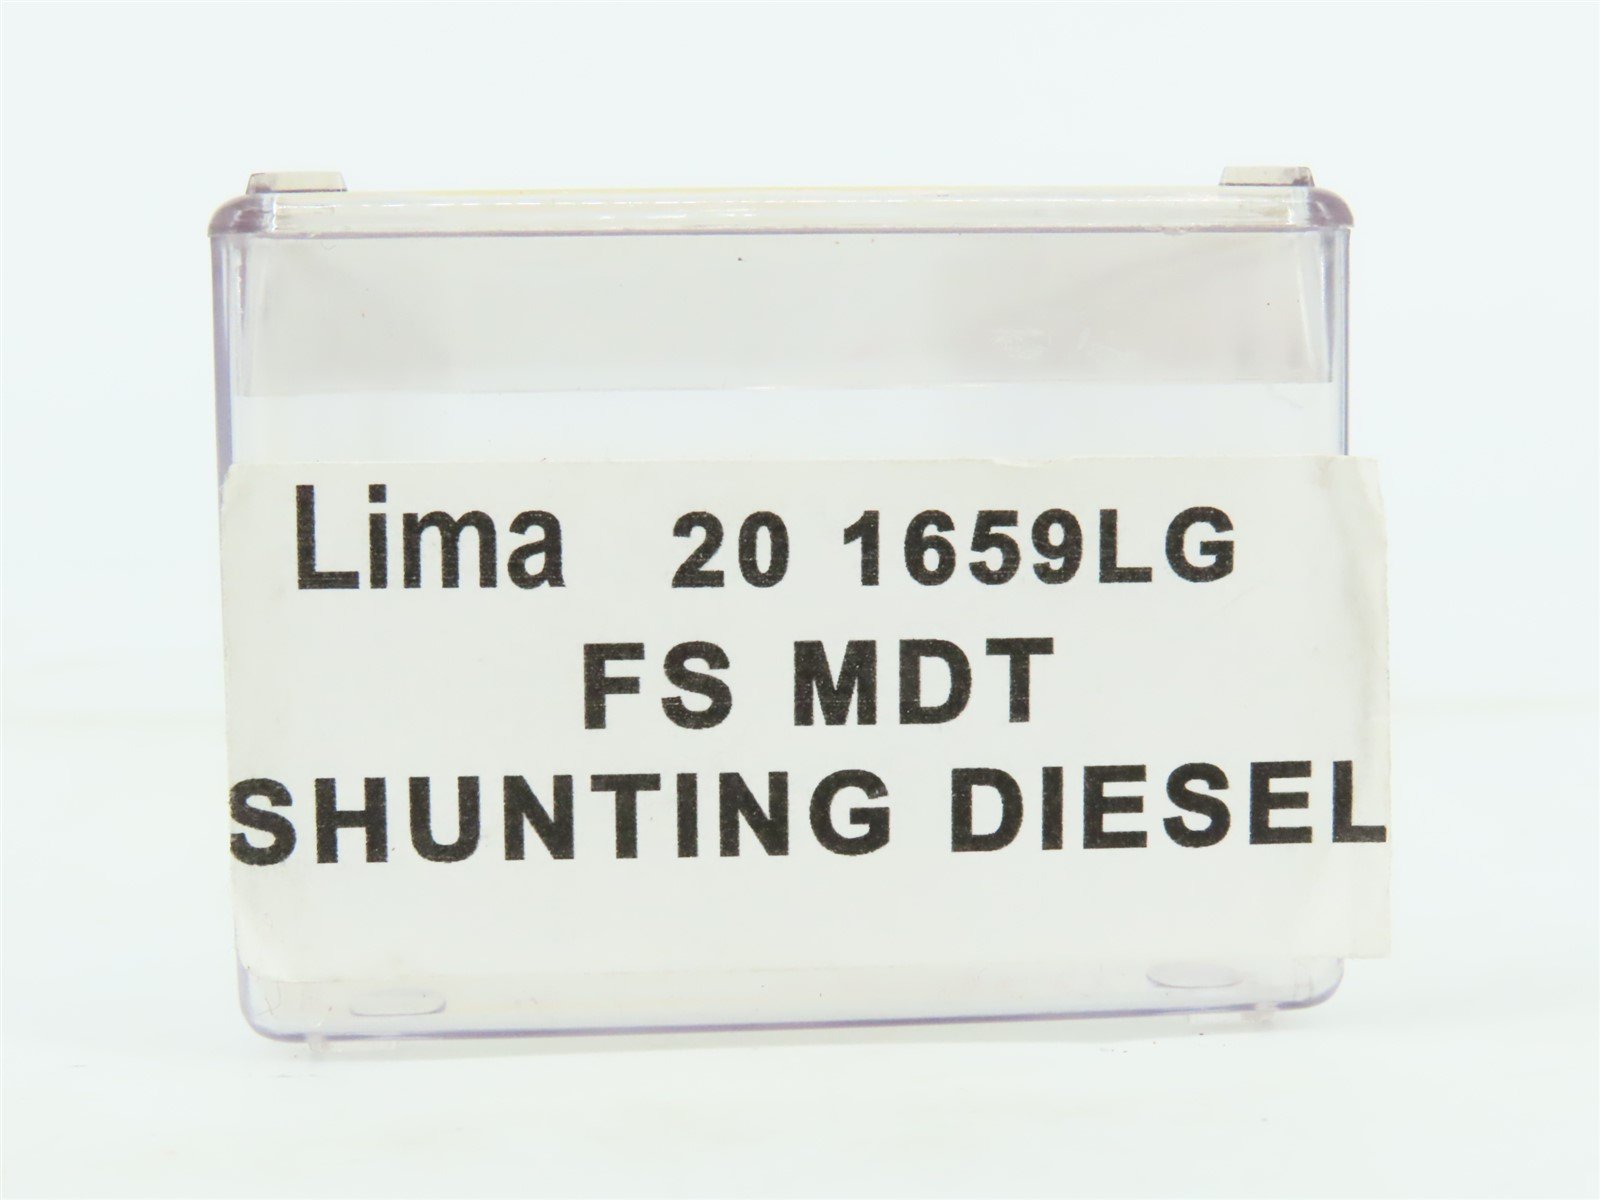 Lima 20 1659LG
FS MDT
SHUNTING DIESEL